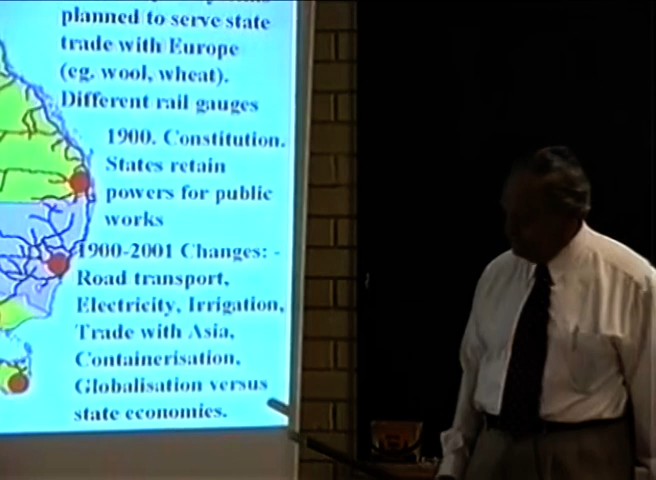 planned to serve state
trade with Europe
(eg. wool, wheat).
Different rail gauges
1900. Constitution.
States retain
powers for public
works
1900-2001 Changes: -
Road transport,
Electricity, Irrigation,
Trade with Asia,
Containerisation,
Globalisation versus
state economies.